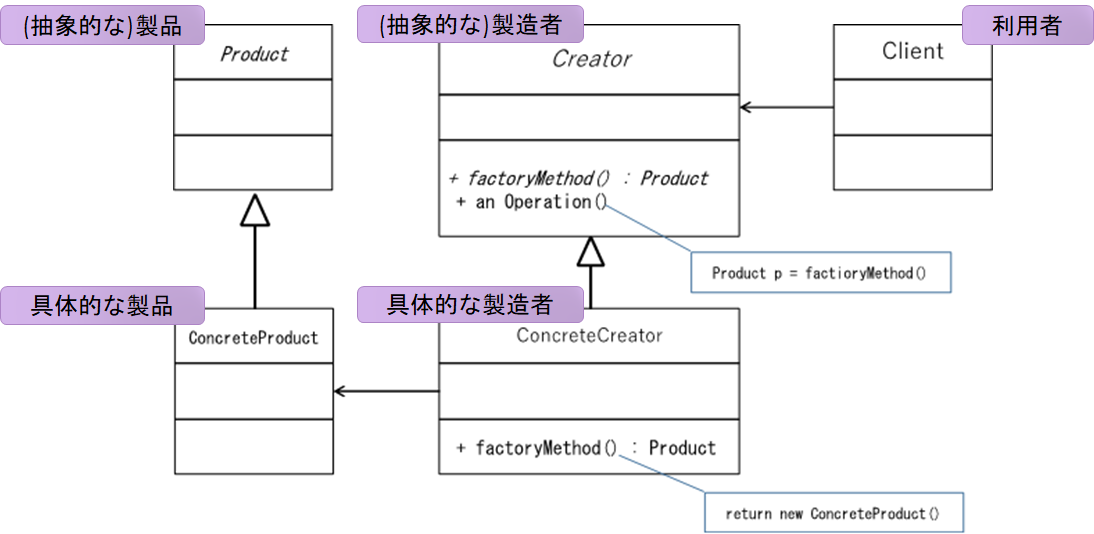 (抽象的な)製品
Product
(抽象的な)製造者
Creator
+ factoryMethod() : Product
+ an Operation()
利用者
Client
Product p = factioryMethod()
具体的な製品
ConcreteProduct
具体的な製造者
ConcreteCreator
+ factoryMethod() : Product
return new ConcreteProduct()